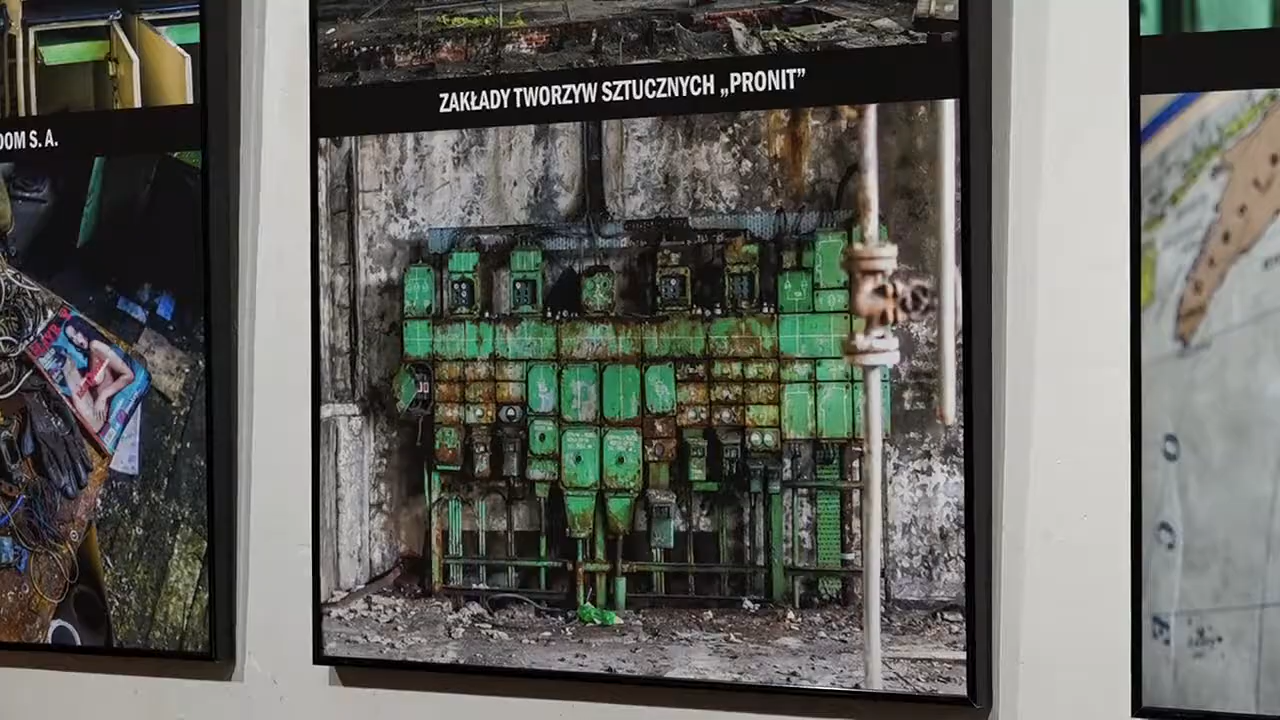 DOM S. A.
ZAKŁADY TWORZYW SZTUCZNYCH „PRONIT”